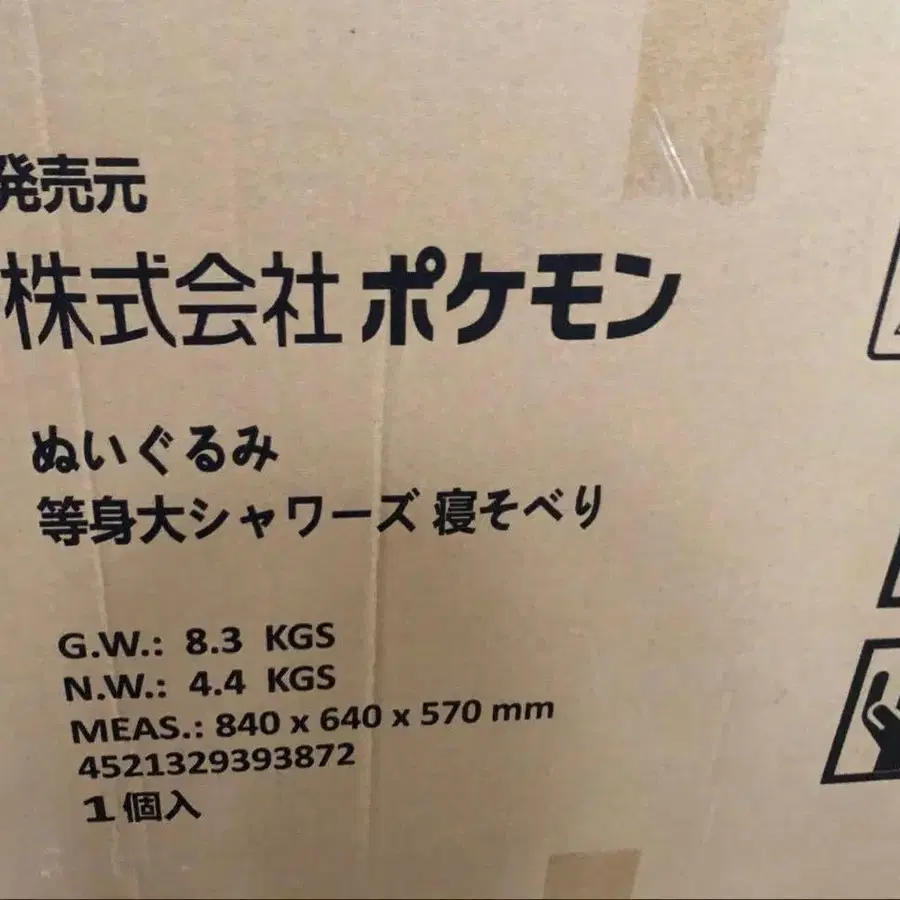 発売元
株式会社ポケモン
ぬいぐるみ
等身大シャワーズ 寝そべり
G.W.: 8.3 KGS
N.W.: 4.4 KGS
MEAS.: 840 x 640 x 570 mm
4521329393872
1個入